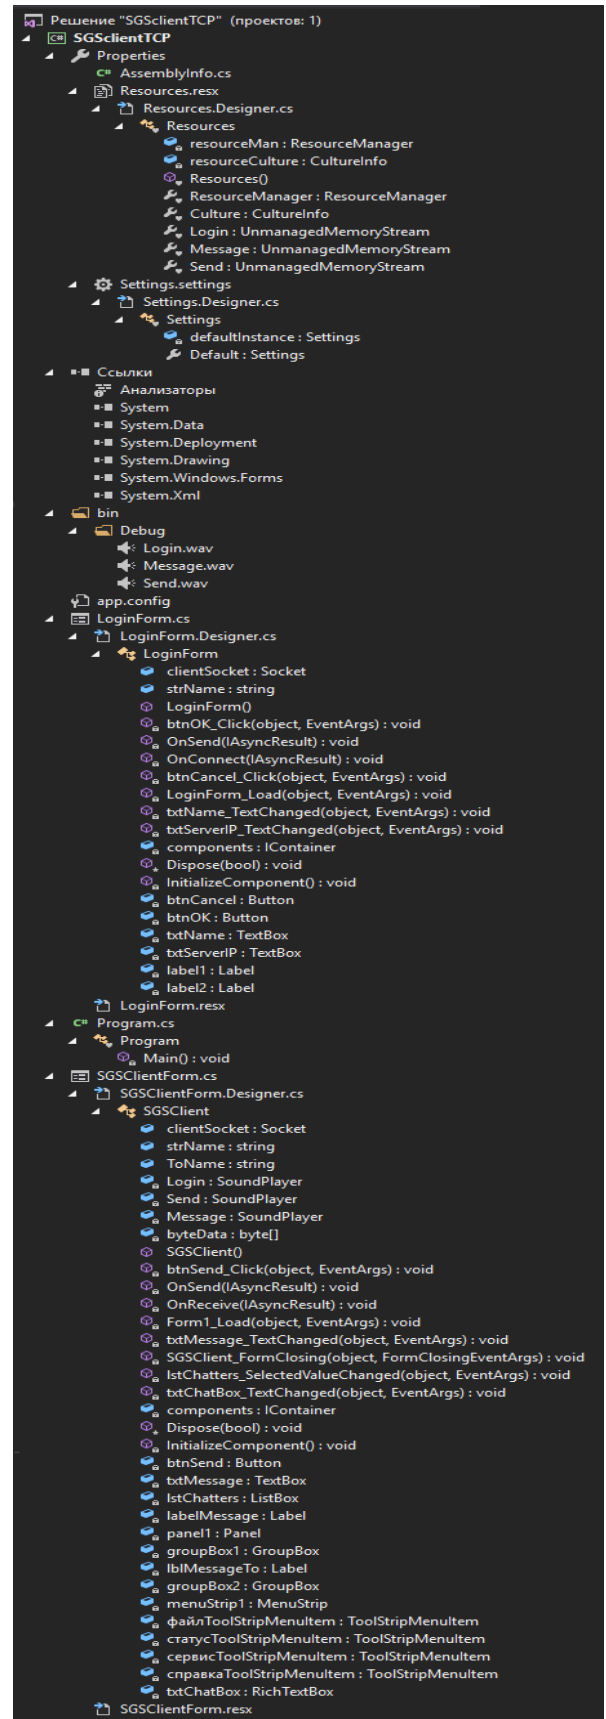 Решение "SGSclientTCP" (проектов: 1)
C# SGSclientTCP
Properties
C# AssemblyInfo.cs
Resources.resx
Resources.Designer.cs
Resources
resourceMan : ResourceManager
resourceCulture : CultureInfo
Resources()
ResourceManager : ResourceManager
Culture : CultureInfo
Login : UnmanagedMemoryStream
Message : UnmanagedMemoryStream
Send : UnmanagedMemoryStream
Settings.settings
Settings.Designer.cs
Settings
defaultInstance : Settings
Default : Settings
Ссылки
Анализаторы
System
System.Data
System.Deployment
System.Drawing
System.Windows.Forms
System.Xml
bin
Debug
Login.wav
Message.wav
Send.wav
app.config
LoginForm.cs
LoginForm.Designer.cs
LoginForm
clientSocket : Socket
strName : string
LoginForm()
btnOK_Click(object, EventArgs) : void
OnSend(IAsyncResult) : void
OnConnect(IAsyncResult) : void
btnCancel_Click(object, EventArgs) : void
LoginForm_Load(object, EventArgs) : void
txtName_TextChanged(object, EventArgs) : void
txtServerIP_TextChanged(object, EventArgs) : void
components : IContainer
Dispose(bool) : void
InitializeComponent() : void
btnCancel : Button
btnOK : Button
txtName : TextBox
txtServerIP : TextBox
label1 : Label
label2 : Label
LoginForm.resx
C# Program.cs
Program
Main() : void
SGSClientForm.cs
SGSClientForm.Designer.cs
SGSClient
clientSocket : Socket
strName : string
ToName : string
Login : SoundPlayer
Send : SoundPlayer
Message : SoundPlayer
byteData : byte[]
SGSClient()
btnSend_Click(object, EventArgs) : void
OnSend(IAsyncResult) : void
OnReceive(IAsyncResult) : void
Form1_Load(object, EventArgs) : void
txtMessage_TextChanged(object, EventArgs) : void
SGSClient_FormClosing(object, FormClosingEventArgs) : void
lstChatters_SelectedValueChanged(object, EventArgs) : void
txtChatBox_TextChanged(object, EventArgs) : void
components : IContainer
Dispose(bool) : void
InitializeComponent() : void
btnSend : Button
txtMessage : TextBox
lstChatters : ListBox
labelMessage : Label
panel1 : Panel
groupBox1 : GroupBox
lblMessageTo : Label
groupBox2 : GroupBox
menuStrip1 : MenuStrip
файлToolStripMenuItem : ToolStripMenuItem
статусToolStripMenuItem : ToolStripMenuItem
сервисToolStripMenuItem : ToolStripMenuItem
справкаToolStripMenuItem : ToolStripMenuItem
txtChatBox : RichTextBox
SGSClientForm.resx